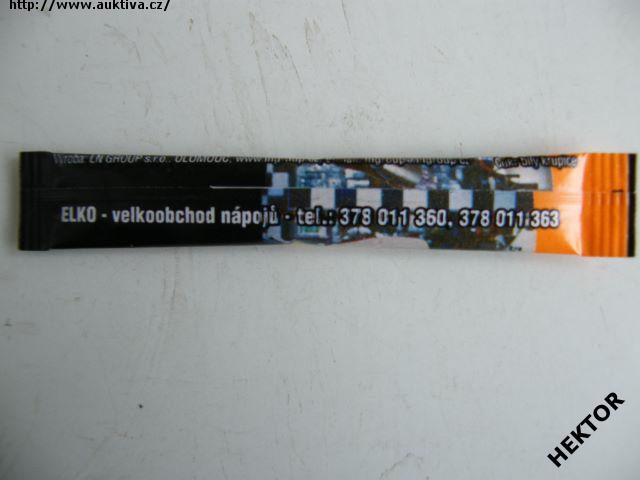 http://www.auktiva.cz/
Výroba: LN GROUP s.r.o., OLOMOUC, krupice
ELKO - velkoobchod nápojů - tel.: 378 011 360, 378 011 363
HEKTOR